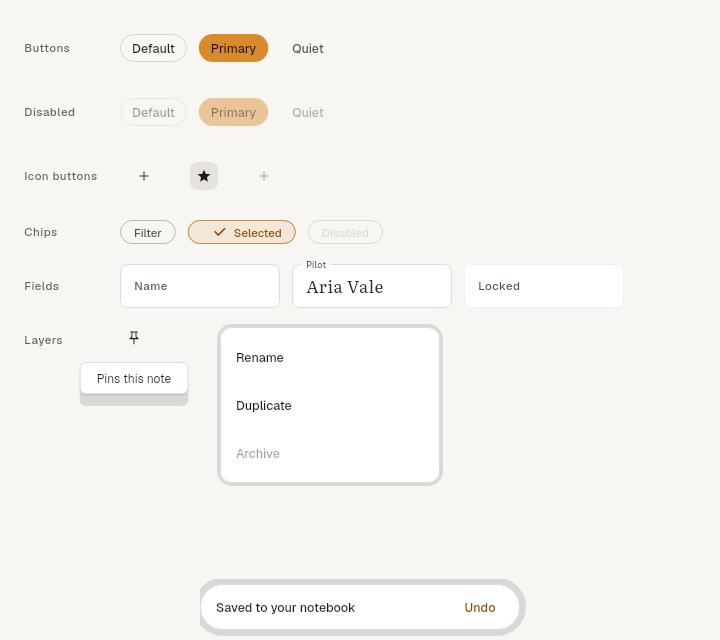 Buttons Default Primary Quiet
Disabled Default Primary Quiet
Icon buttons
Chips Filter Selected Disabled
Pilot
Fields Name Aria Vale Locked
Layers
Pins this note
Rename
Duplicate
Archive
Saved to your notebook Undo